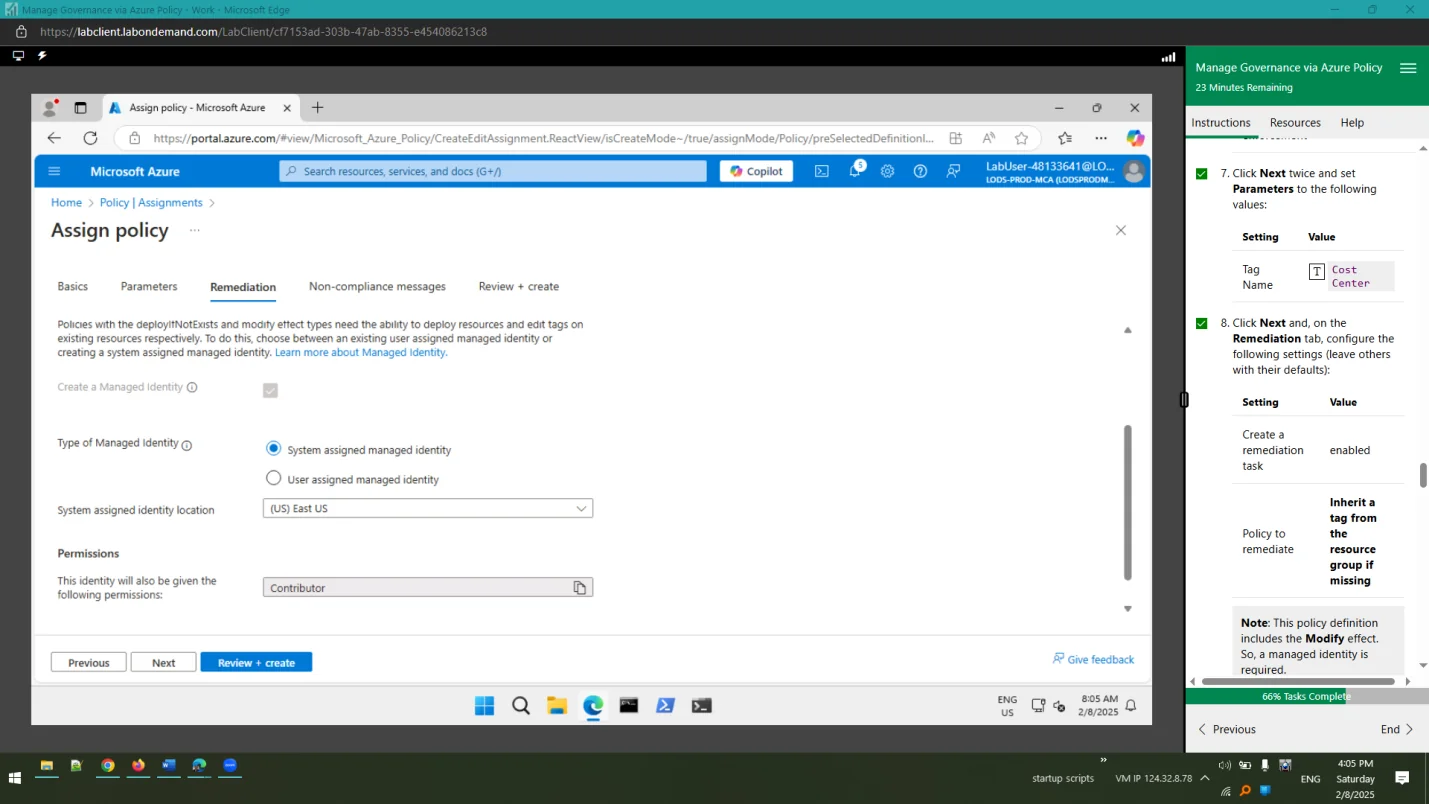 Manage Governance via Azure Policy - Work - Microsoft Edge
https://labclient.labondemand.com/LabClient/cf7153ad-303b-47ab-8355-e454086213c8
Assign policy - Microsoft Azure
https://portal.azure.com/#view/Microsoft_Azure_Policy/CreateEditAssignment.ReactView/isCreateMode~/true/assignMode/Policy/preSelectedDefinitionI...
Microsoft Azure
Search resources, services, and docs (G+/)
Copilot
5
LabUser-48133641@LO...
LODS-PROD-MCA (LODSPRODM...
Home > Policy | Assignments >
Assign policy ...
Basics
Parameters
Remediation
Non-compliance messages
Review + create
Policies with the deployIfNotExists and modify effect types need the ability to deploy resources and edit tags on
existing resources respectively. To do this, choose between an existing user assigned managed identity or
creating a system assigned managed identity. Learn more about Managed Identity.
Create a Managed Identity
Type of Managed Identity
System assigned managed identity
User assigned managed identity
System assigned identity location
(US) East US
Permissions
This identity will also be given the
following permissions:
Contributor
Previous
Next
Review + create
Give feedback
ENG
US
8:05 AM
2/8/2025
Manage Governance via Azure Policy
23 Minutes Remaining
Instructions
Resources
Help
7. Click Next twice and set
Parameters to the following
values:
Setting Value
Tag
Name
T
Cost
Center
8. Click Next and, on the
Remediation tab, configure the
following settings (leave others
with their defaults):
Setting Value
Create a
remediation
task
enabled
Policy to
remediate
Inherit a
tag from
the
resource
group if
missing
Note: This policy definition
includes the Modify effect.
So, a managed identity is
required.
66% Tasks Complete
Previous
End
startup scripts
VM IP 124.32.8.78
ENG
4:05 PM
Saturday
2/8/2025